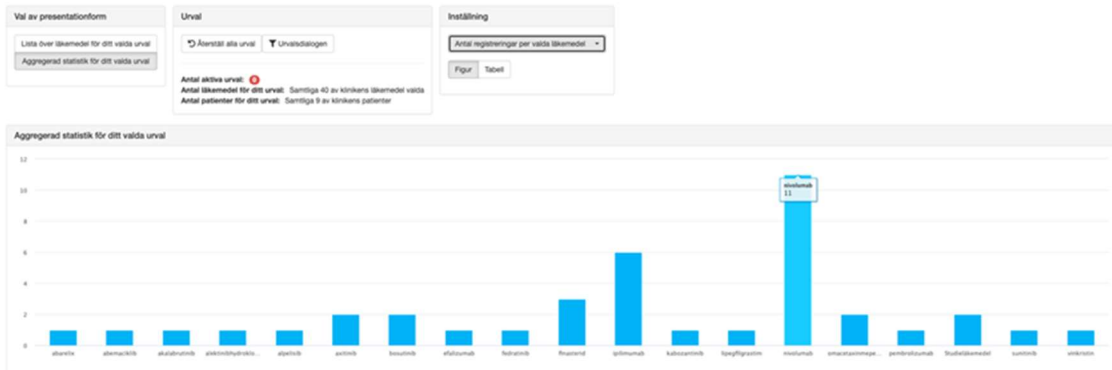 Val av presentationform
Lista över läkemedel för ditt valda urval
Aggregerad statistik för ditt valda urval
Urval
Återställ alla urval Urvalsdialogen
Antal aktiva urval: 0
Antal läkemedel för ditt urval: Samtliga 40 av klinikens läkemedel valda
Antal patienter för ditt urval: Samtliga 9 av klinikens patienter
Inställning
Antal registreringar per valda läkemedel
Figur Tabell
Aggregerad statistik för ditt valda urval
12
10
8
6
4
2
0
nivolumab
11
abarelix abemaciklib akalabrutinib alektinibhydroklo... alpelisib axitinib bosutinib efalizumab fedratinib finasterid ipilimumab kabozantinib lipegfilgrastim nivolumab omacetaxinmepe... pembrolizumab Studieläkemedel sunitinib vinkristin